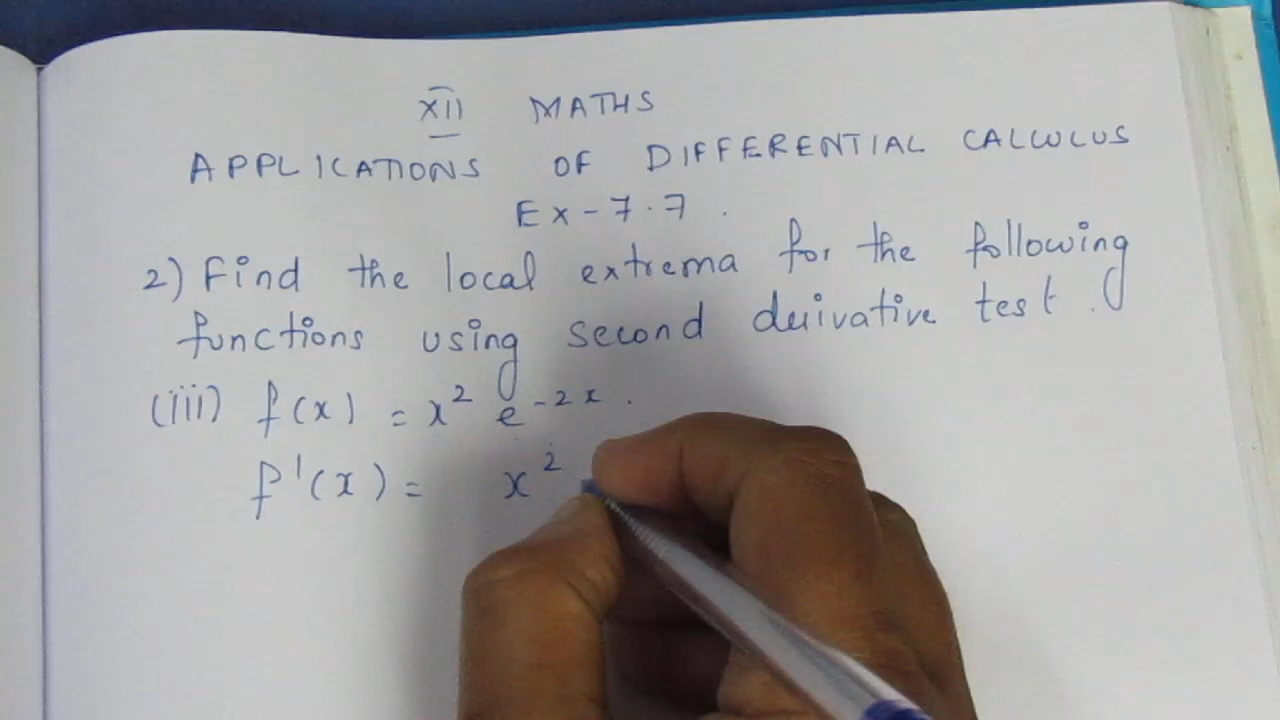 XII MATHS
APPLICATIONS OF DIFFERENTIAL CALCULUS
Ex-7.7.
2) Find the local extrema for the following
functions using second derivative test.
(iii) f(x) = x² e⁻²ˣ.
f'(x) = x²